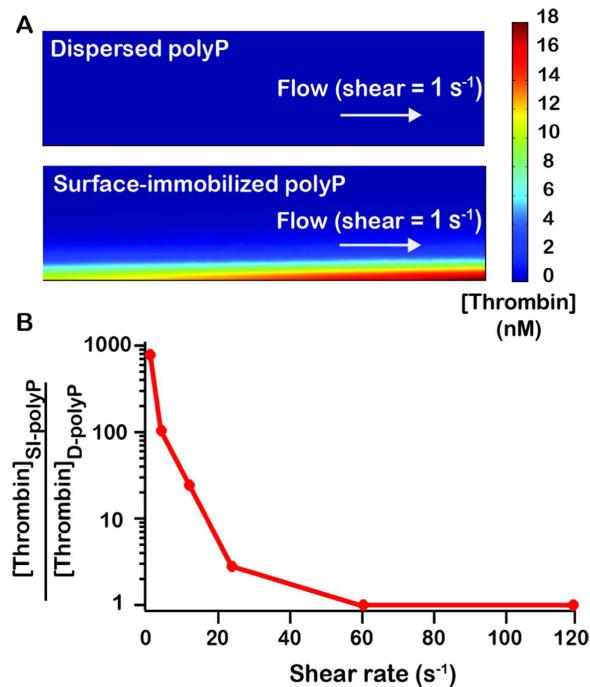 A
Dispersed polyP
Flow (shear = 1 s⁻¹)
Surface-immobilized polyP
Flow (shear = 1 s⁻¹)
18
16
14
12
10
8
6
4
2
0
[Thrombin]
(nM)
B
[Thrombin]SI-polyP
[Thrombin]D-polyP
1000
100
10
1
0
20
40
60
80
100
120
Shear rate (s⁻¹)